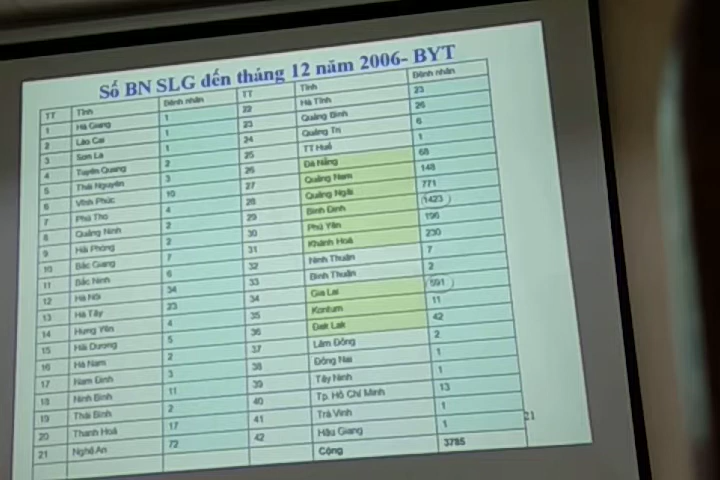 Số BN SLG đến tháng 12 năm 2006- BYT
TT Tỉnh Bệnh nhân TT Tỉnh Bệnh nhân
1 Hà Giang 1 22 Hà Tĩnh 23
2 Lào Cai 1 23 Quảng Bình 26
3 Sơn La 1 24 Quảng Trị 6
4 Tuyên Quang 2 25 TT Huế 1
5 Thái Nguyên 3 26 Đà Nẵng 68
6 Vĩnh Phúc 10 27 Quảng Nam 148
7 Phú Thọ 4 28 Quảng Ngãi 771
8 Quảng Ninh 2 29 Bình Định 1423
9 Hải Phòng 2 30 Phú Yên 196
10 Bắc Giang 7 31 Khánh Hoà 230
11 Bắc Ninh 6 32 Ninh Thuận 7
12 Hà Nội 34 33 Bình Thuận 2
13 Hà Tây 23 34 Gia Lai 591
14 Hưng Yên 4 35 Kontum 11
15 Hải Dương 5 36 Đak Lak 42
16 Hà Nam 2 37 Lâm Đồng 2
17 Nam Định 3 38 Đồng Nai 1
18 Ninh Bình 11 39 Tây Ninh 1
19 Thái Bình 2 40 Tp. Hồ Chí Minh 13
20 Thanh Hoá 17 41 Trà Vinh 1
21 Nghệ An 72 42 Hậu Giang 1
Cộng 3785
21